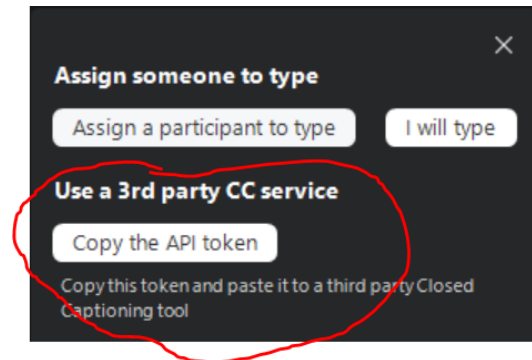 Assign someone to type
Assign a participant to type I will type
Use a 3rd party CC service
Copy the API token
Copy this token and paste it to a third party Closed
Captioning tool